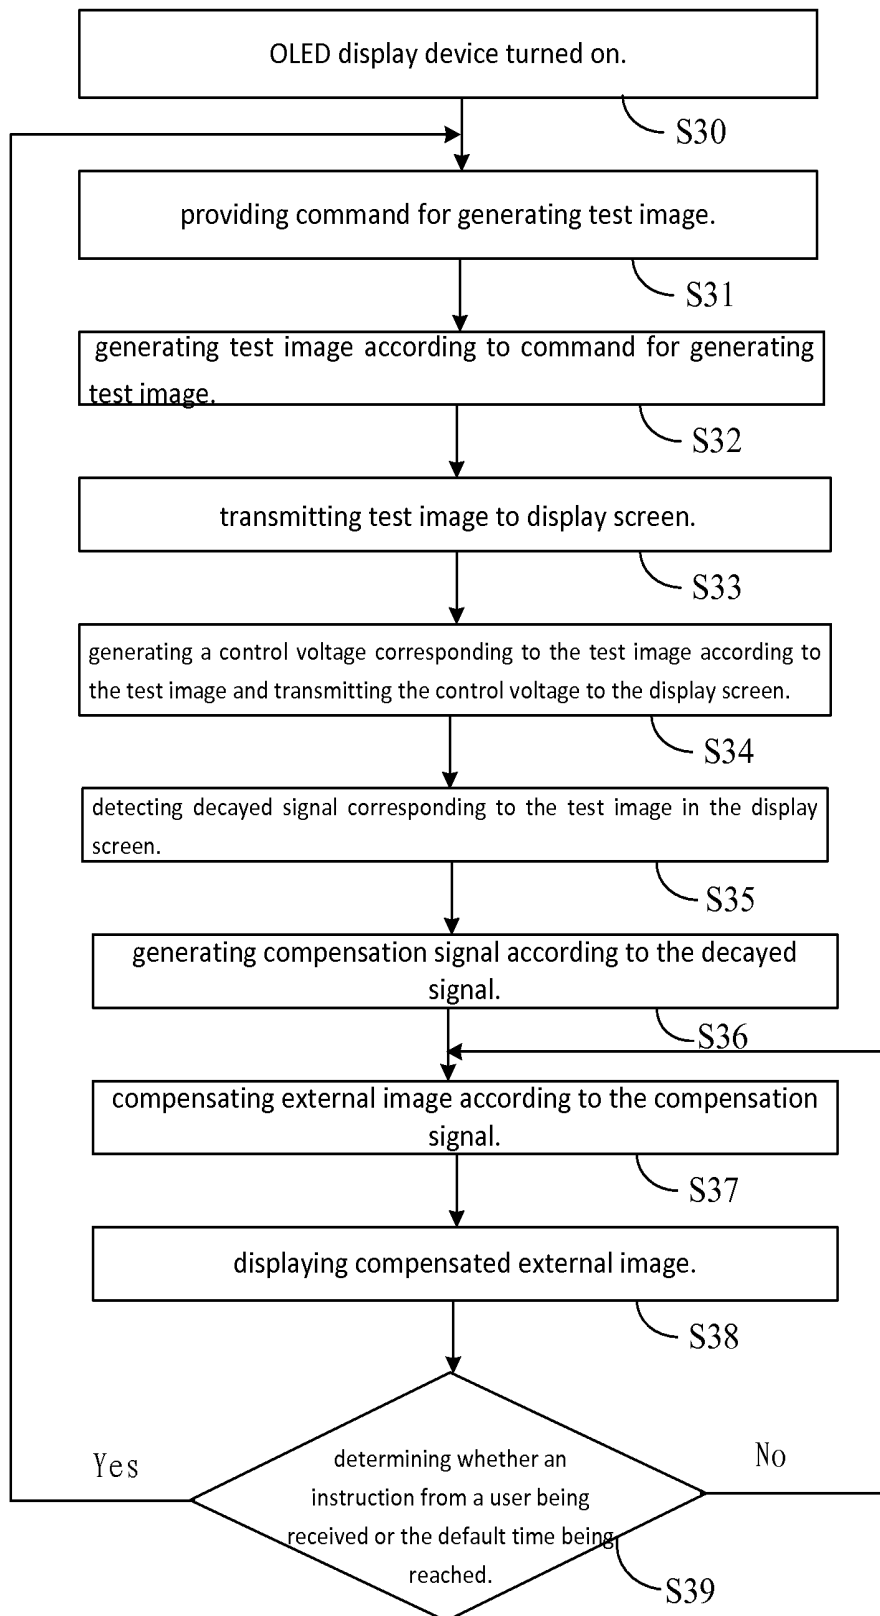 OLED display device turned on.
S30
providing command for generating test image.
S31
generating test image according to command for generating
test image.
S32
transmitting test image to display screen.
S33
generating a control voltage corresponding to the test image according to
the test image and transmitting the control voltage to the display screen.
S34
detecting decayed signal corresponding to the test image in the display
screen.
S35
generating compensation signal according to the decayed
signal.
S36
compensating external image according to the compensation
signal.
S37
displaying compensated external image.
S38
Yes
No
determining whether an
instruction from a user being
received or the default time being
reached.
S39